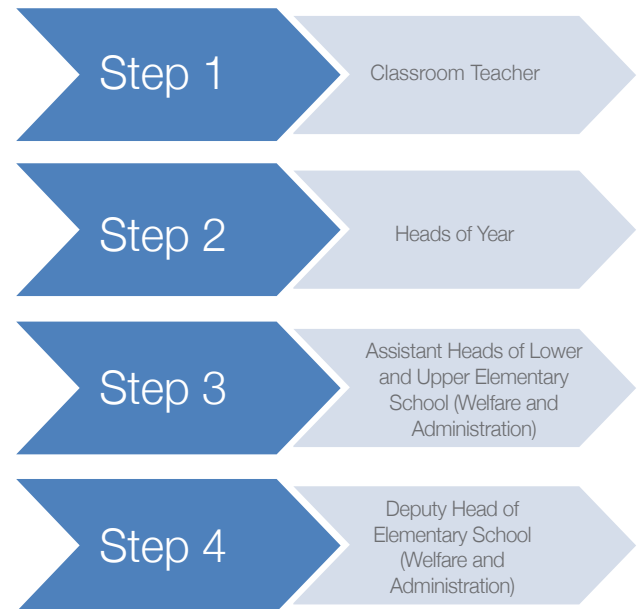 Step 1
Classroom Teacher
Step 2
Heads of Year
Step 3
Assistant Heads of Lower
and Upper Elementary
School (Welfare and
Administration)
Step 4
Deputy Head of
Elementary School
(Welfare and
Administration)